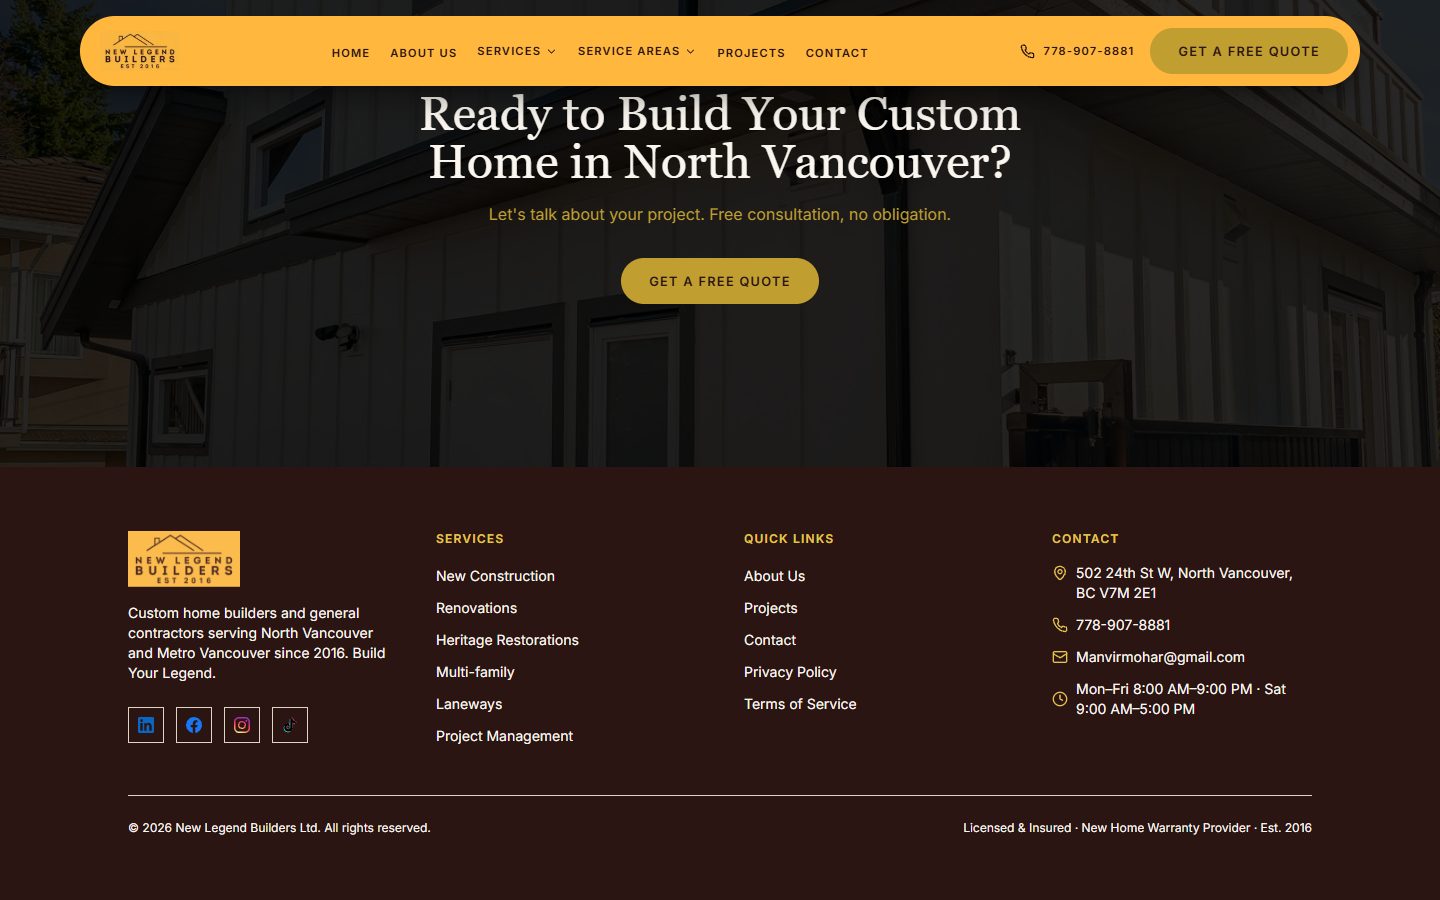 NEW LEGEND
BUILDERS
EST 2016
HOME
ABOUT US
SERVICES
SERVICE AREAS
PROJECTS
CONTACT
778-907-8881
GET A FREE QUOTE
Ready to Build Your Custom
Home in North Vancouver?
Let's talk about your project. Free consultation, no obligation.
GET A FREE QUOTE
NEW LEGEND
BUILDERS
EST 2016
Custom home builders and general
contractors serving North Vancouver
and Metro Vancouver since 2016. Build
Your Legend.
SERVICES
New Construction
Renovations
Heritage Restorations
Multi-family
Laneways
Project Management
QUICK LINKS
About Us
Projects
Contact
Privacy Policy
Terms of Service
CONTACT
502 24th St W, North Vancouver,
BC V7M 2E1
778-907-8881
Manvirmohar@gmail.com
Mon–Fri 8:00 AM–9:00 PM · Sat
9:00 AM–5:00 PM
© 2026 New Legend Builders Ltd. All rights reserved.
Licensed & Insured · New Home Warranty Provider · Est. 2016